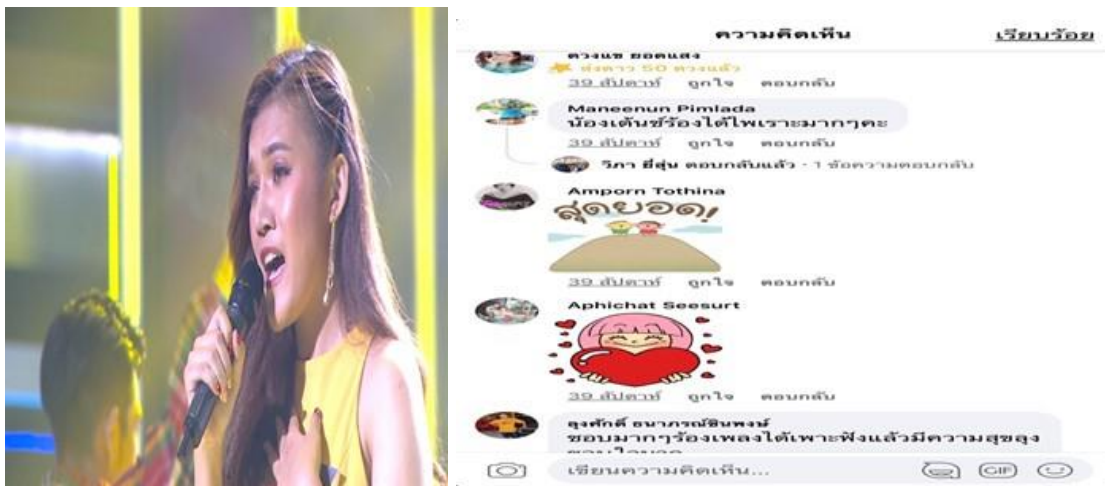 ความคิดเห็น
เรียบร้อย
ดวงแข ยอดแสง
ส่งดาว 50 ดวงแล้ว
39 สัปดาห์ ถูกใจ ตอบกลับ
Maneenun Pimlada
น้องเต้นซ์ร้องได้ไพเราะมากๆคะ
39 สัปดาห์ ถูกใจ ตอบกลับ
วิภา ยี่สุ่น ตอบกลับแล้ว · 1 ข้อความตอบกลับ
Amporn Tothina
สุดยอด!
39 สัปดาห์ ถูกใจ ตอบกลับ
Aphichat Seesurt
39 สัปดาห์ ถูกใจ ตอบกลับ
ลุงศักดิ์ ธนาภรณ์ชินพงษ์
ชอบมากๆร้องเพลงได้เพาะฟังแล้วมีความสุขลุง
เขียนความคิดเห็น...
GIF